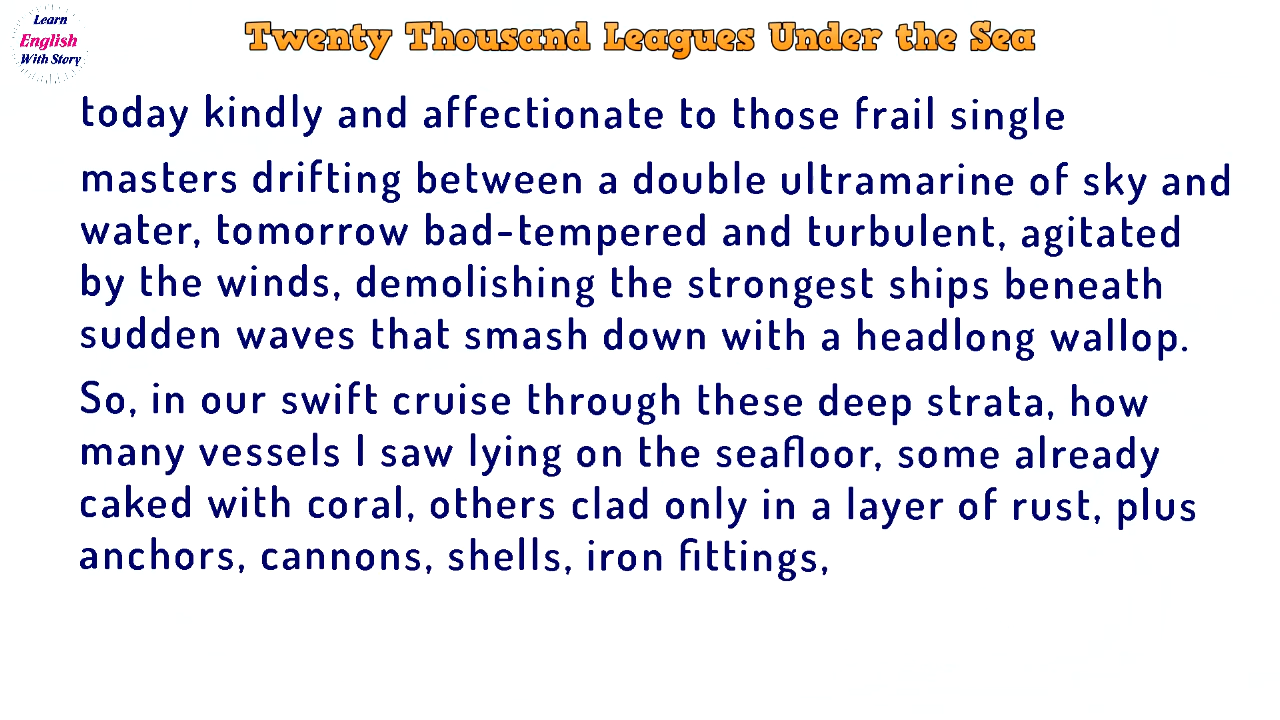 Learn
English
With Story
Twenty Thousand Leagues Under the Sea
today kindly and affectionate to those frail single
masters drifting between a double ultramarine of sky and
water, tomorrow bad-tempered and turbulent, agitated
by the winds, demolishing the strongest ships beneath
sudden waves that smash down with a headlong wallop.
So, in our swift cruise through these deep strata, how
many vessels I saw lying on the seafloor, some already
caked with coral, others clad only in a layer of rust, plus
anchors, cannons, shells, iron fittings,